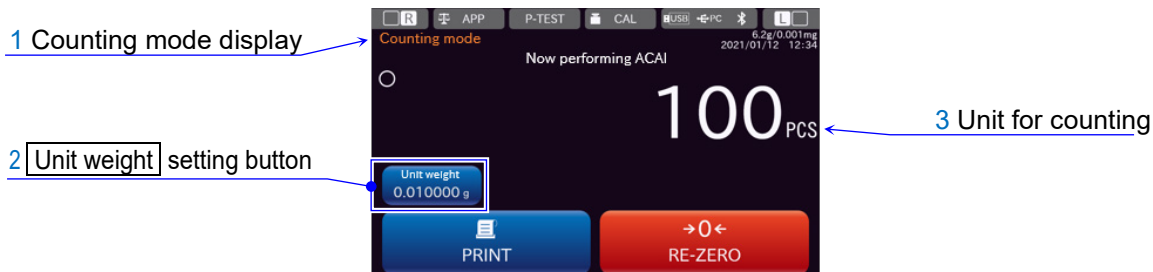 R APP P-TEST CAL USB PC L
1 Counting mode display
Counting mode
6.2g/0.001mg
2021/01/12 12:34
Now performing ACAI
100 PCS
3 Unit for counting
2 Unit weight setting button
Unit weight
0.010000 g
→0←
PRINT
RE-ZERO